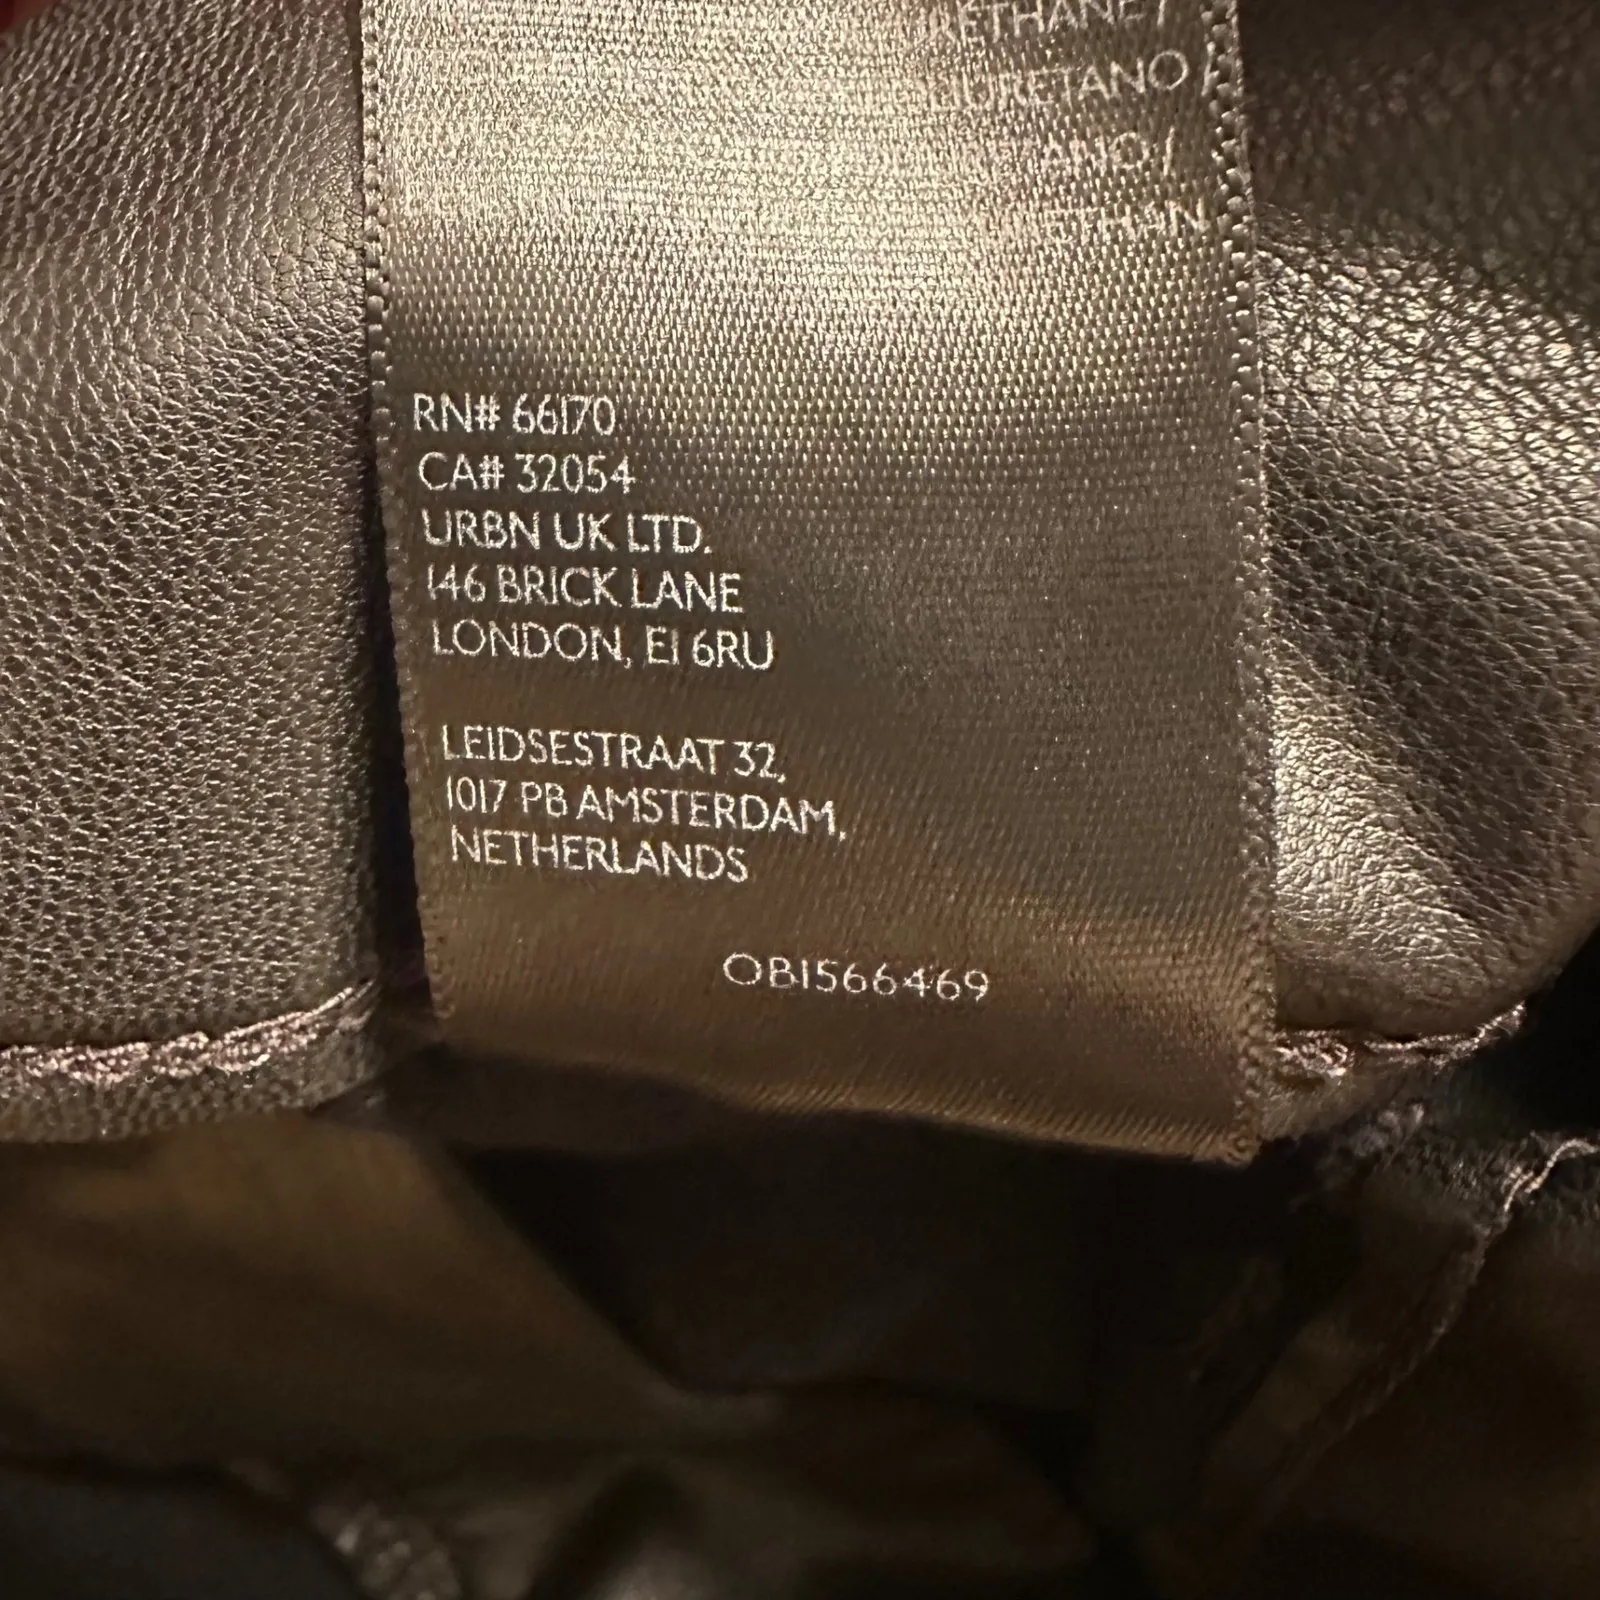 URETANO /
RN# 66170
CA# 32054
URBN UK LTD.
146 BRICK LANE
LONDON, E1 6RU
LEIDSESTRAAT 32,
1017 PB AMSTERDAM,
NETHERLANDS
OB1566469